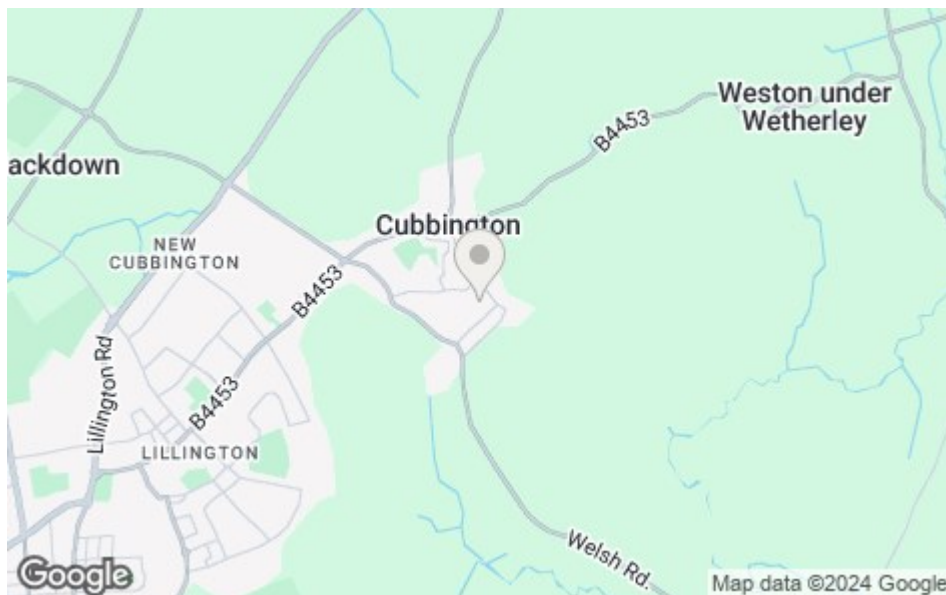 Weston under
Wetherley
B4453
ackdown
Cubbington
NEW
CUBBINGTON
B4453
Lillington Rd
B4453
LILLINGTON
Welsh Rd.
Google
Map data ©2024 Google